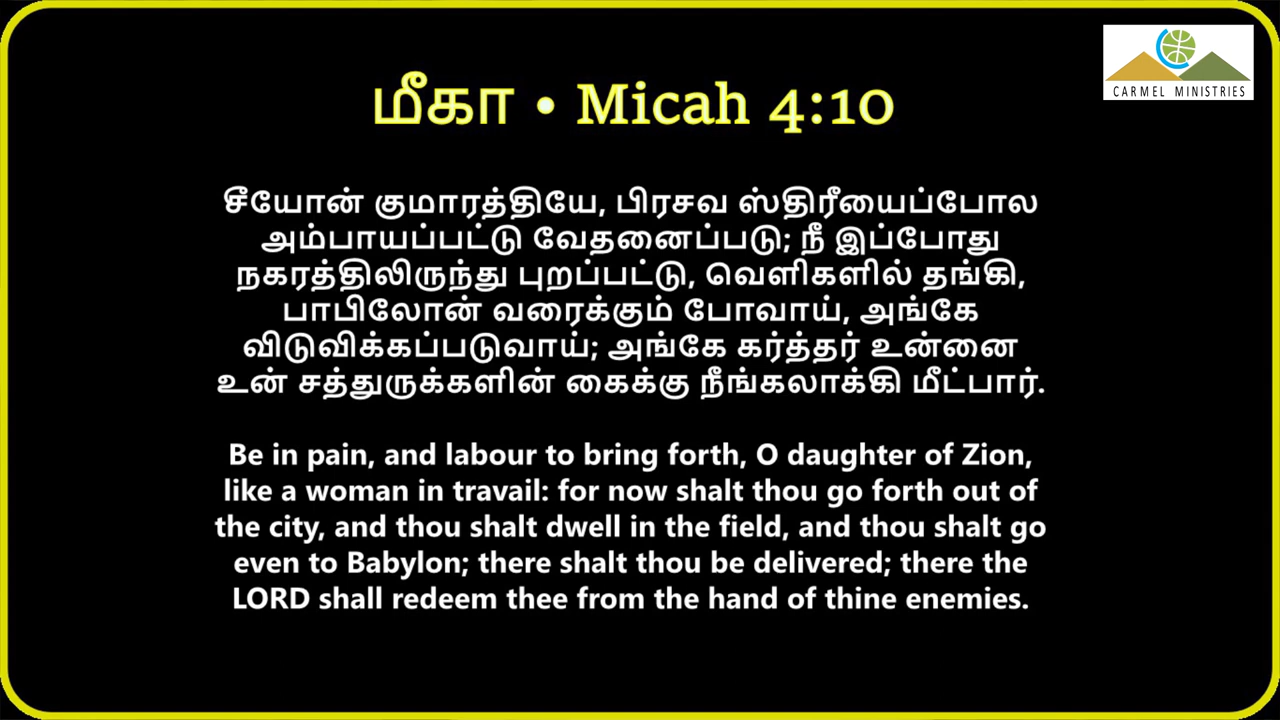 CARMEL MINISTRIES
மீகா • Micah 4:10
சீயோன் குமாரத்தியே, பிரசவ ஸ்திரீயைப்போல
அம்பாயப்பட்டு வேதனைப்படு; நீ இப்போது
நகரத்திலிருந்து புறப்பட்டு, வெளிகளில் தங்கி,
பாபிலோன் வரைக்கும் போவாய், அங்கே
விடுவிக்கப்படுவாய்; அங்கே கர்த்தர் உன்னை
உன் சத்துருக்களின் கைக்கு நீங்கலாக்கி மீட்பார்.
Be in pain, and labour to bring forth, O daughter of Zion,
like a woman in travail: for now shalt thou go forth out of
the city, and thou shalt dwell in the field, and thou shalt go
even to Babylon; there shalt thou be delivered; there the
LORD shall redeem thee from the hand of thine enemies.